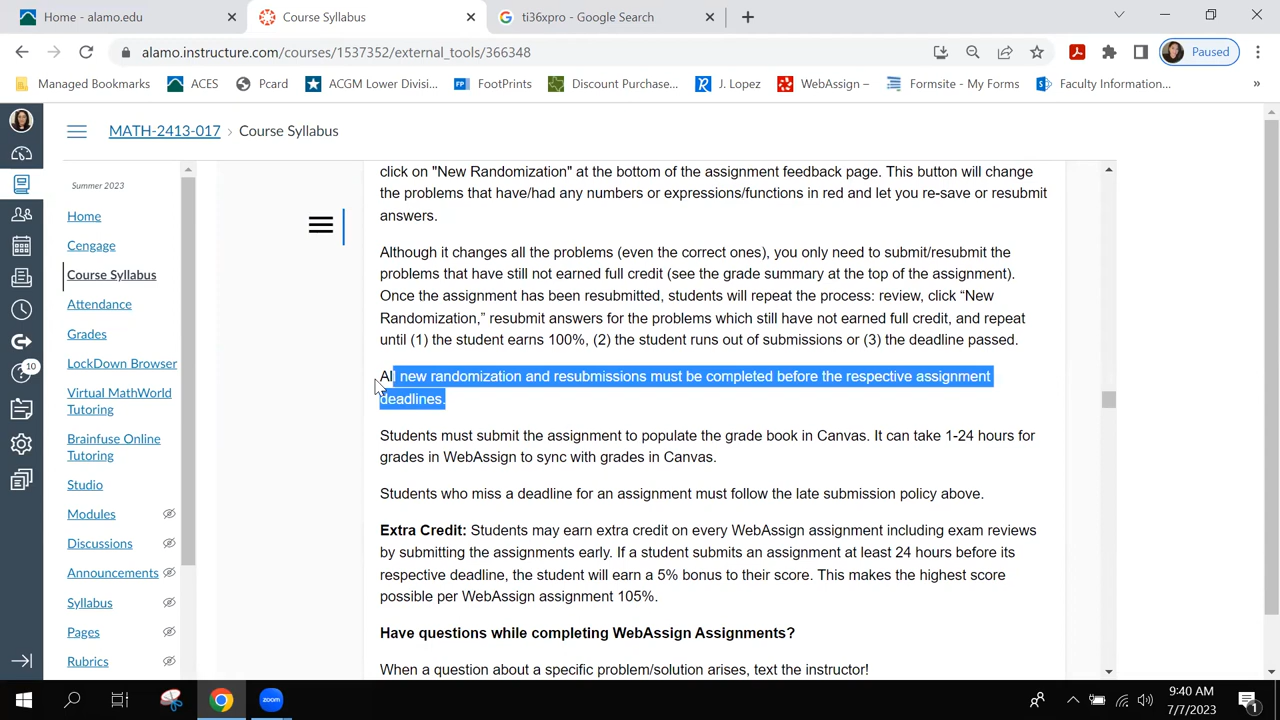 Home - alamo.edu
Course Syllabus
ti36xpro - Google Search
alamo.instructure.com/courses/1537352/external_tools/366348
Paused
Managed Bookmarks
ACES
Pcard
ACGM Lower Divisi...
FootPrints
Discount Purchase...
J. Lopez
WebAssign –
Formsite - My Forms
Faculty Information...
»
MATH-2413-017 › Course Syllabus
Summer 2023
Home
Cengage
Course Syllabus
Attendance
Grades
LockDown Browser
Virtual MathWorld
Tutoring
Brainfuse Online
Tutoring
Studio
Modules
Discussions
Announcements
Syllabus
Pages
Rubrics
10
click on "New Randomization" at the bottom of the assignment feedback page. This button will change
the problems that have/had any numbers or expressions/functions in red and let you re-save or resubmit
answers.
Although it changes all the problems (even the correct ones), you only need to submit/resubmit the
problems that have still not earned full credit (see the grade summary at the top of the assignment).
Once the assignment has been resubmitted, students will repeat the process: review, click “New
Randomization,” resubmit answers for the problems which still have not earned full credit, and repeat
until (1) the student earns 100%, (2) the student runs out of submissions or (3) the deadline passed.
All new randomization and resubmissions must be completed before the respective assignment
deadlines.
Students must submit the assignment to populate the grade book in Canvas. It can take 1-24 hours for
grades in WebAssign to sync with grades in Canvas.
Students who miss a deadline for an assignment must follow the late submission policy above.
Extra Credit: Students may earn extra credit on every WebAssign assignment including exam reviews
by submitting the assignments early. If a student submits an assignment at least 24 hours before its
respective deadline, the student will earn a 5% bonus to their score. This makes the highest score
possible per WebAssign assignment 105%.
Have questions while completing WebAssign Assignments?
When a question about a specific problem/solution arises, text the instructor!
zoom
9:40 AM
7/7/2023
1